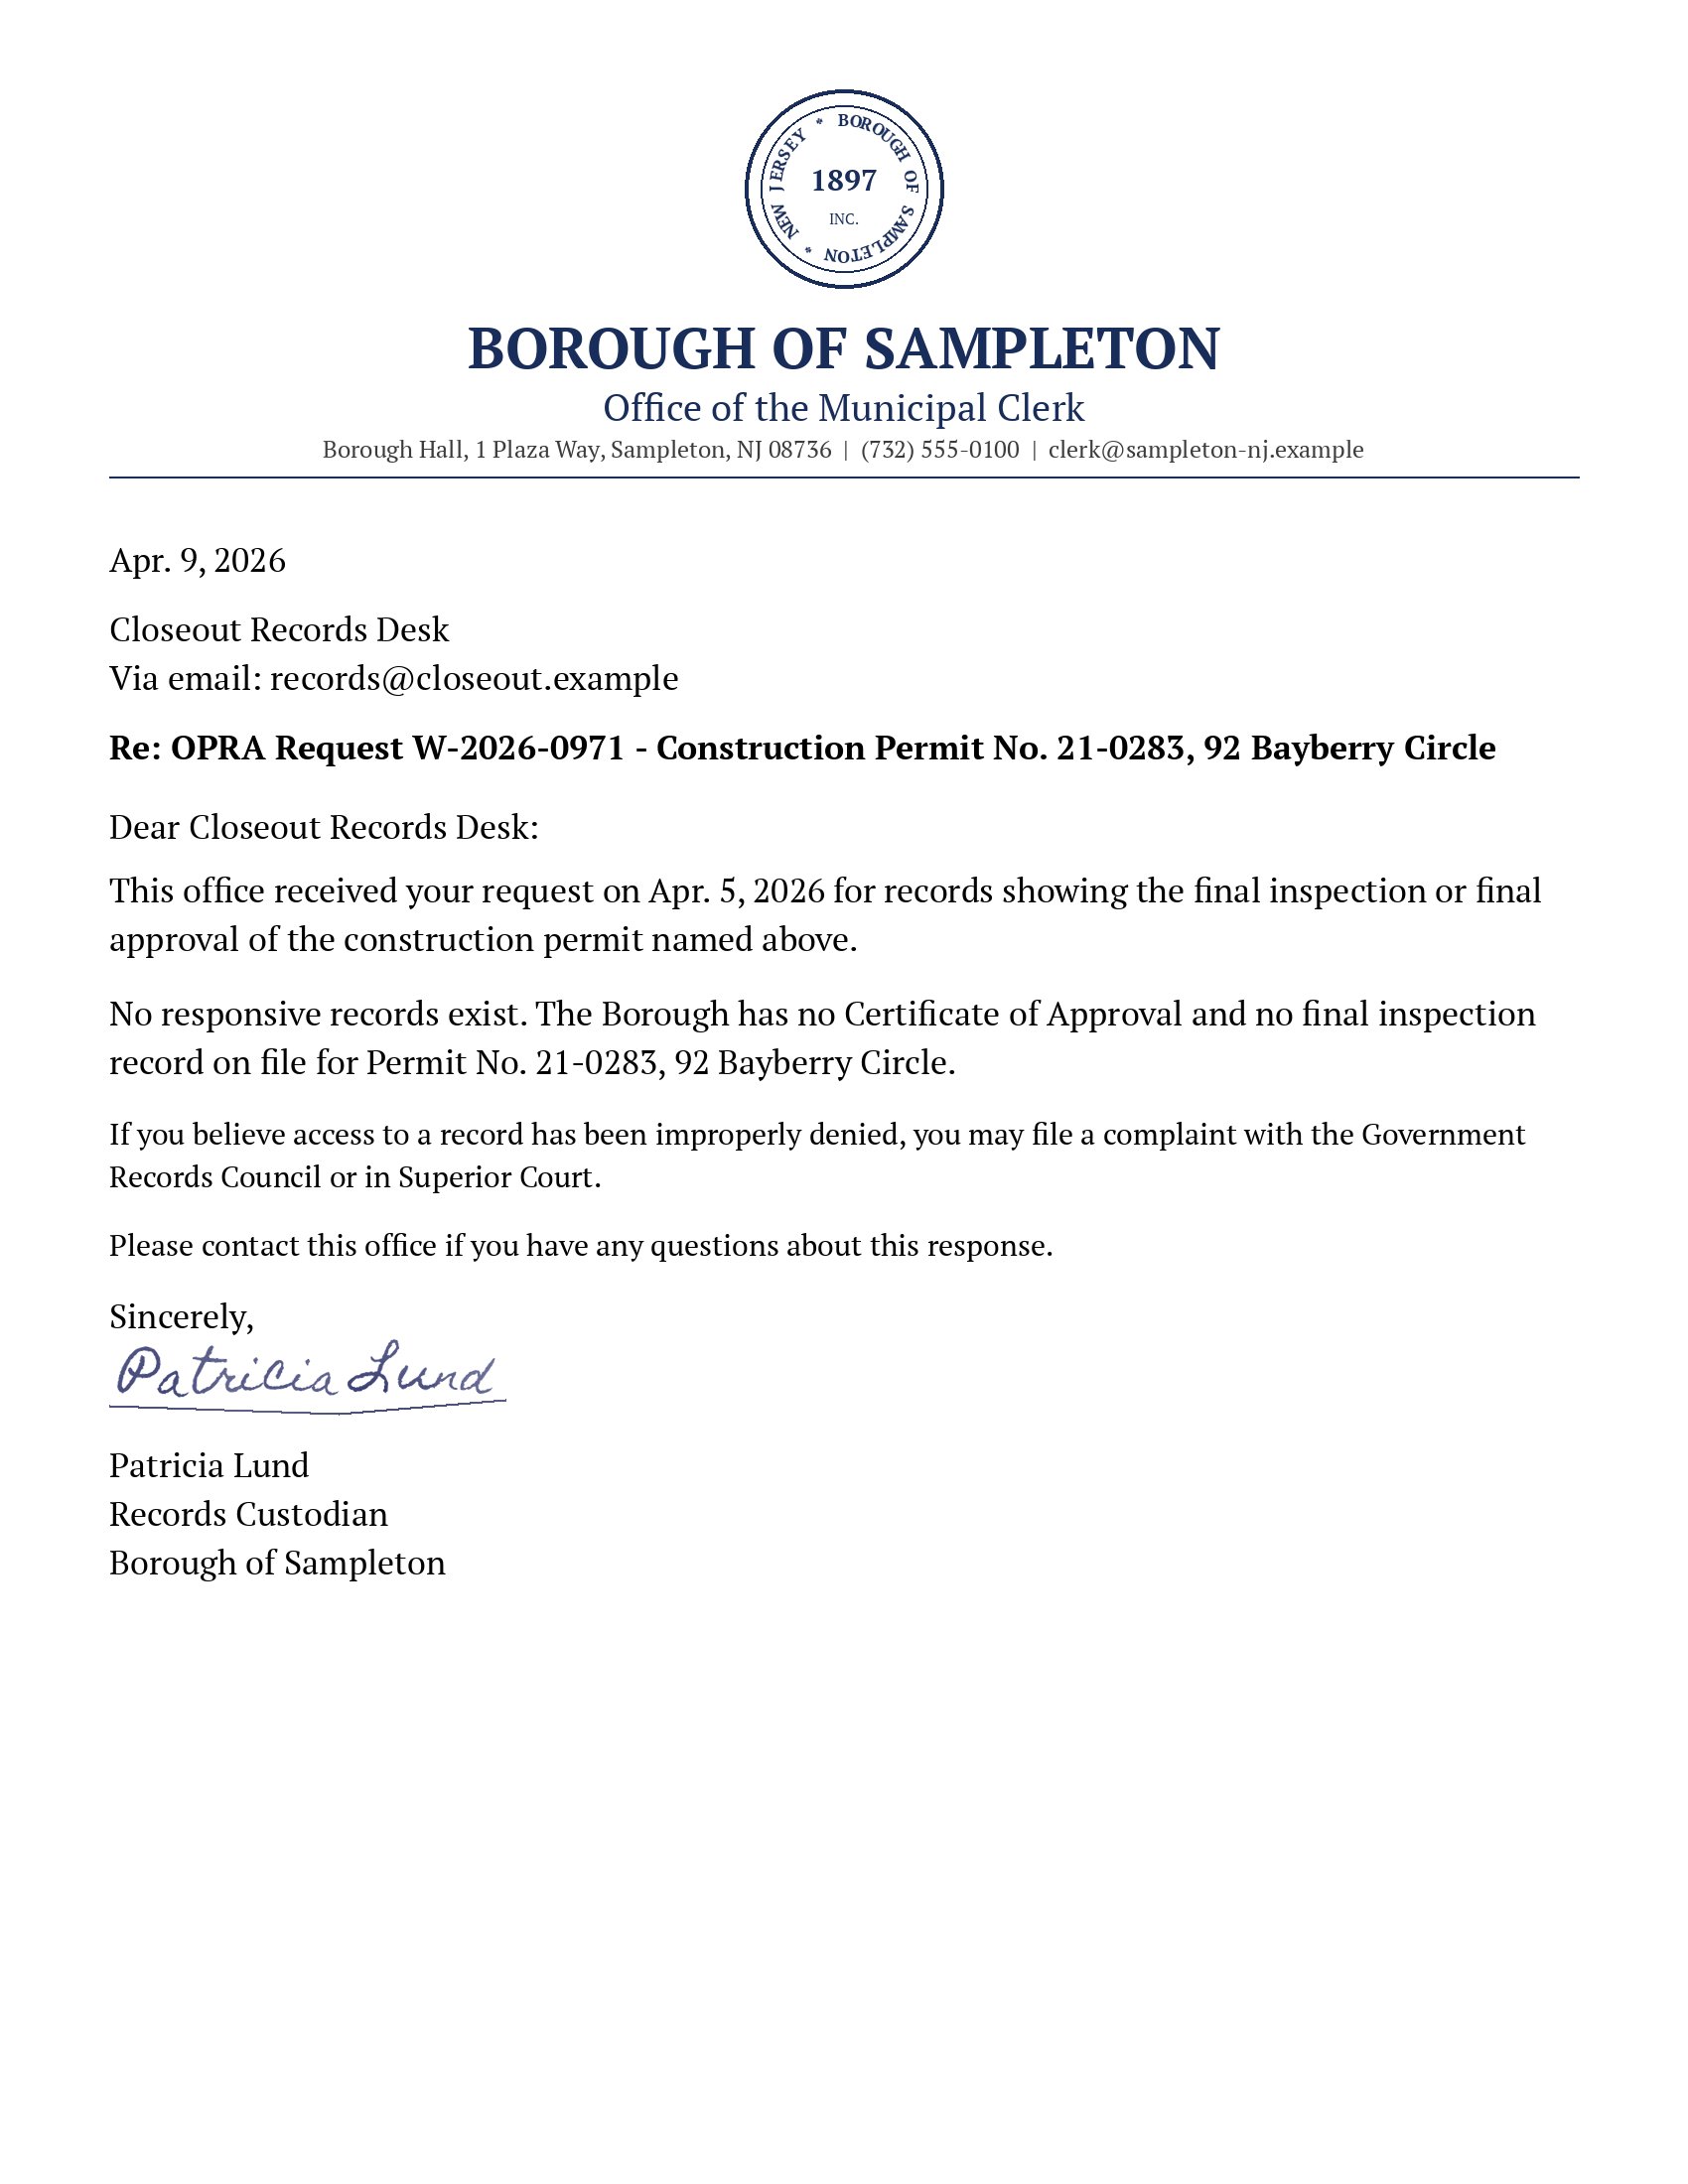 * BOROUGH OF SAMPLETON * NEW JERSEY
1897
INC.
BOROUGH OF SAMPLETON
Office of the Municipal Clerk
Borough Hall, 1 Plaza Way, Sampleton, NJ 08736 | (732) 555-0100 | clerk@sampleton-nj.example
Apr. 9, 2026
Closeout Records Desk
Via email: records@closeout.example
Re: OPRA Request W-2026-0971 - Construction Permit No. 21-0283, 92 Bayberry Circle
Dear Closeout Records Desk:
This office received your request on Apr. 5, 2026 for records showing the final inspection or final
approval of the construction permit named above.
No responsive records exist. The Borough has no Certificate of Approval and no final inspection
record on file for Permit No. 21-0283, 92 Bayberry Circle.
If you believe access to a record has been improperly denied, you may file a complaint with the Government
Records Council or in Superior Court.
Please contact this office if you have any questions about this response.
Sincerely,
Patricia Lund
Patricia Lund
Records Custodian
Borough of Sampleton